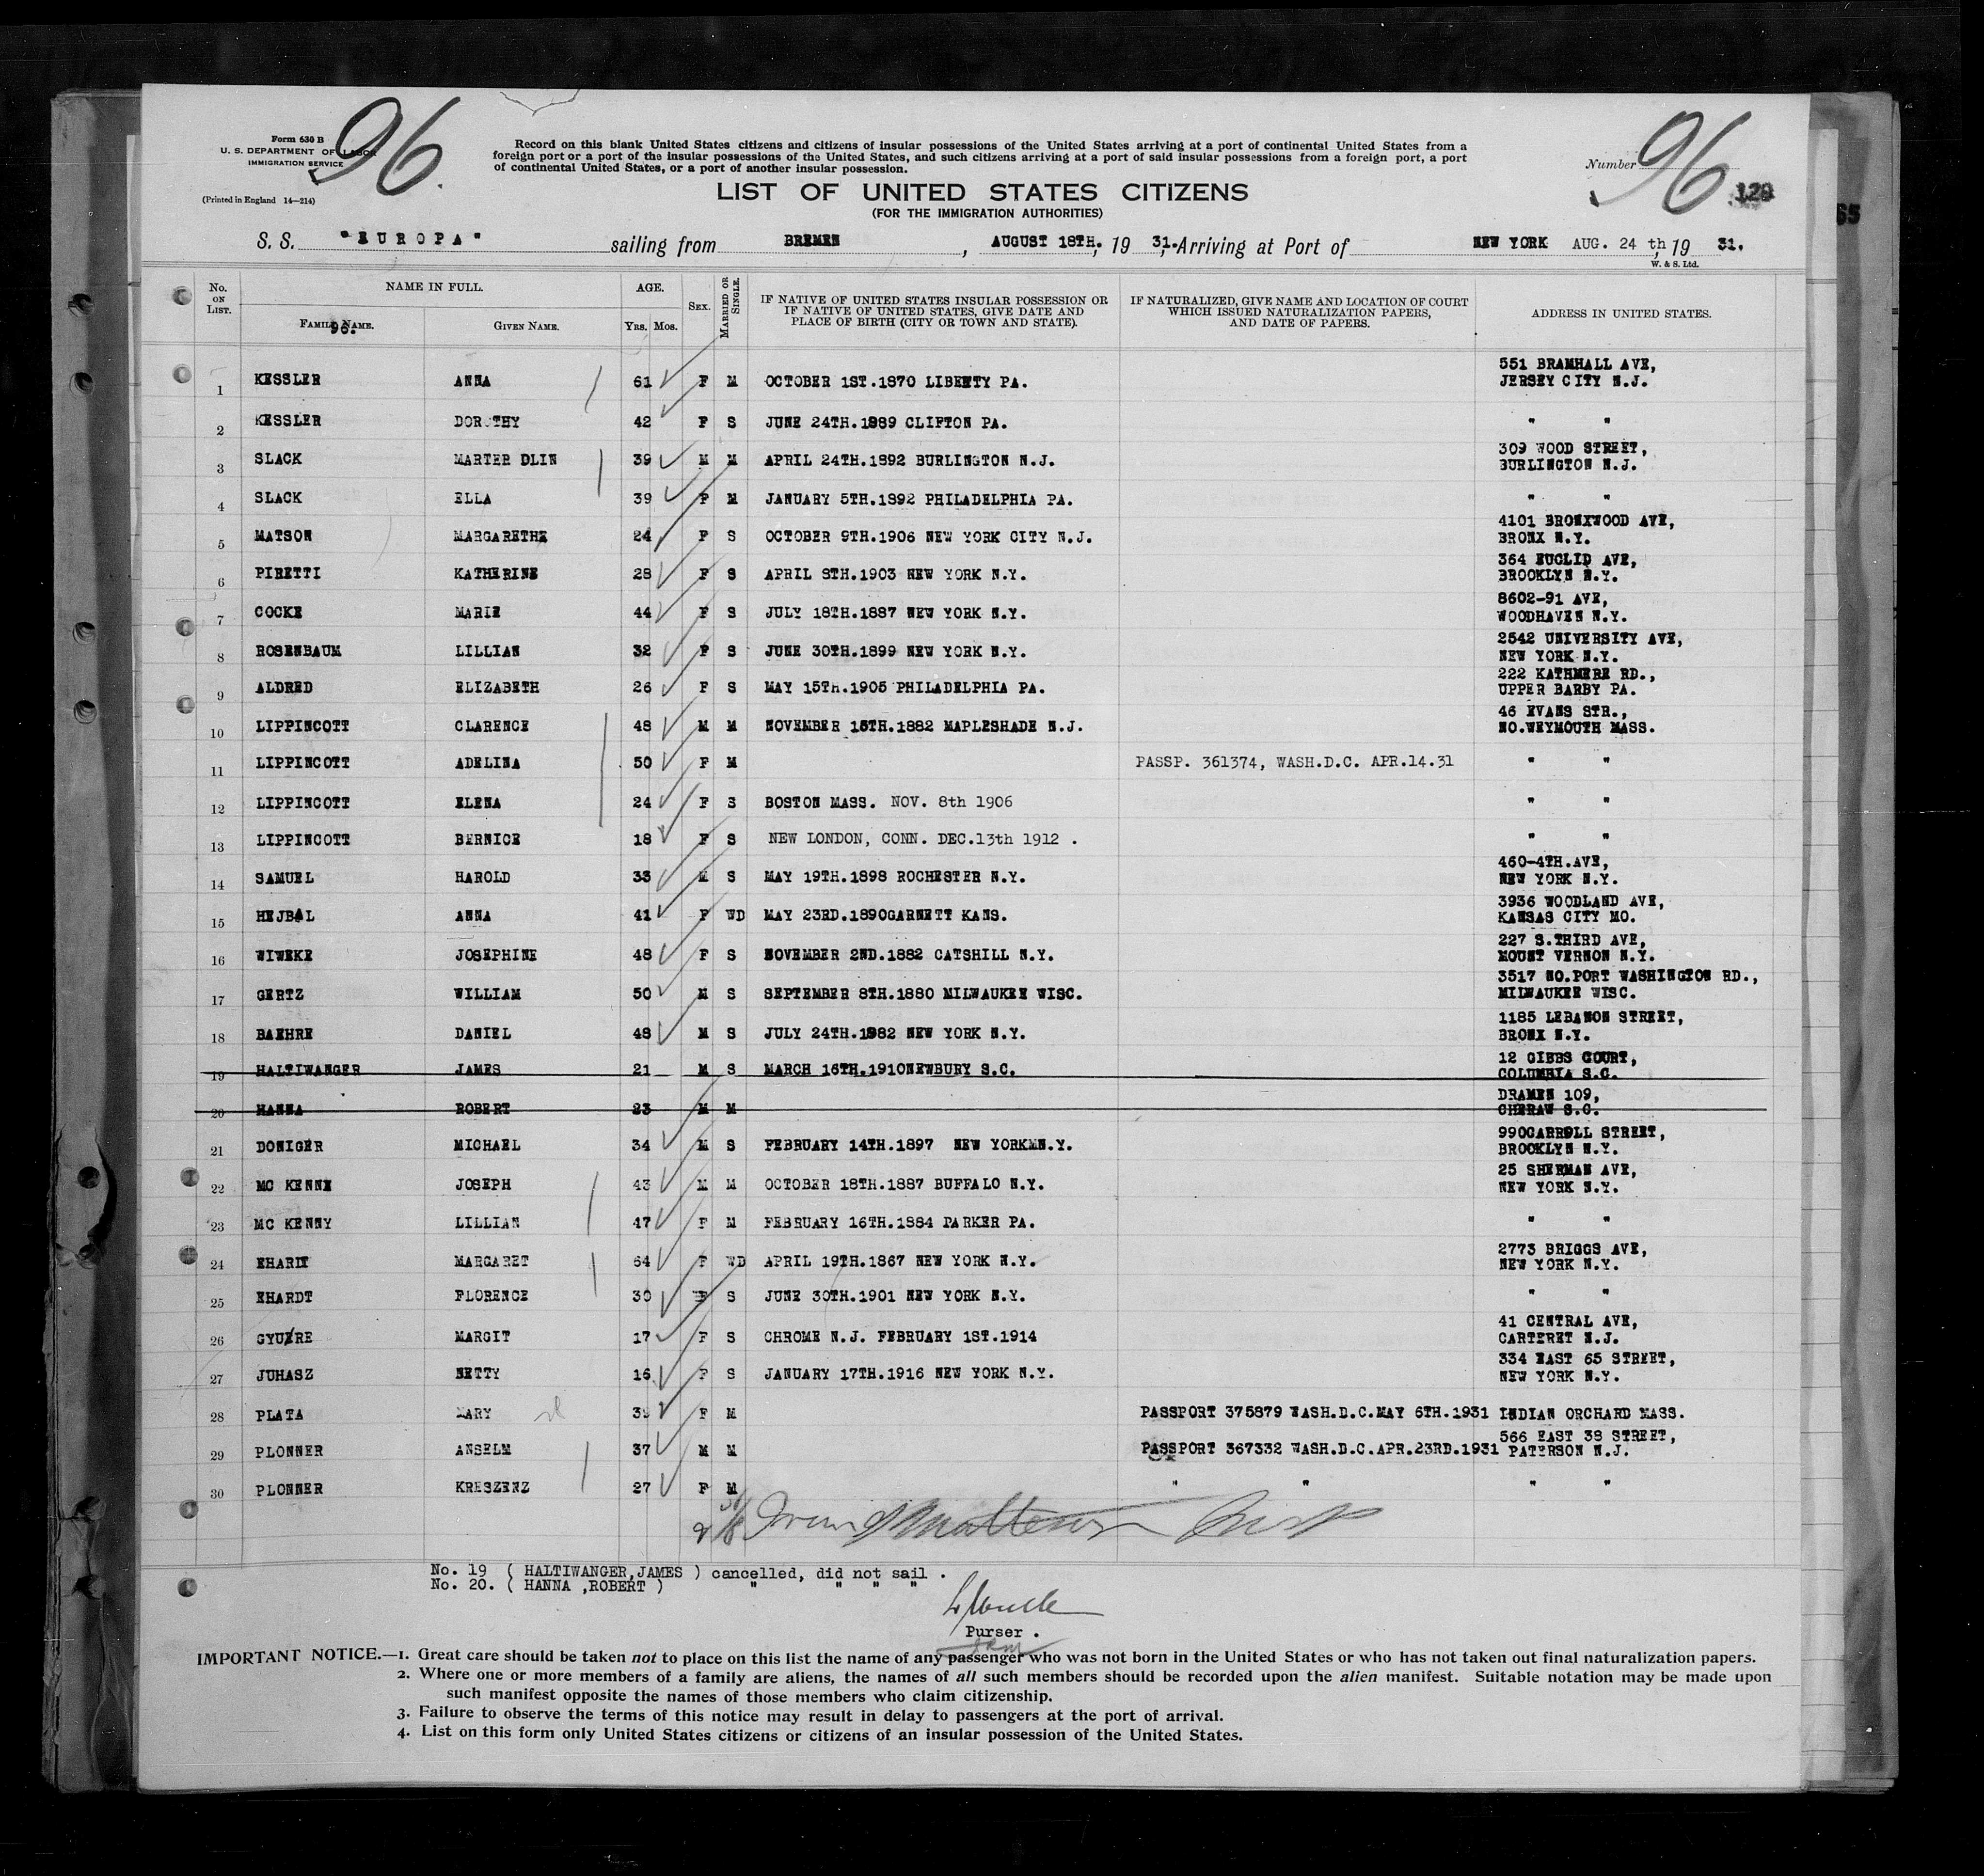 96.
Form 630 B
U. S. DEPARTMENT OF LABOR
IMMIGRATION SERVICE
(Printed in England 14—214)
Record on this blank United States citizens and citizens of insular possessions of the United States arriving at a port of continental United States from a
foreign port or a port of the insular possessions of the United States, and such citizens arriving at a port of said insular possessions from a foreign port, a port
of continental United States, or a port of another insular possession.
Number 96
120
65
LIST OF UNITED STATES CITIZENS
(FOR THE IMMIGRATION AUTHORITIES)
S. S. "EUROPA" sailing from BREMEN, AUGUST 18TH. 19 31., Arriving at Port of NEW YORK AUG. 24 th, 19 31.
W. & S. Ltd.
No. ON LIST. NAME IN FULL. AGE. SEX. MARRIED OR SINGLE. IF NATIVE OF UNITED STATES INSULAR POSSESSION OR IF NATIVE OF UNITED STATES, GIVE DATE AND PLACE OF BIRTH (CITY OR TOWN AND STATE). IF NATURALIZED, GIVE NAME AND LOCATION OF COURT WHICH ISSUED NATURALIZATION PAPERS, AND DATE OF PAPERS. ADDRESS IN UNITED STATES.
FAMILY NAME. 96. GIVEN NAME. YRS. MOS.
1 KESSLER ANNA 61 F M OCTOBER 1ST.1870 LIBERTY PA. 551 BRAMHALL AVE, JERSEY CITY N.J.
2 KESSLER DOROTHY 42 F S JUNE 24TH.1889 CLIFTON PA. " "
3 SLACK MARTER DLIN 39 M M APRIL 24TH.1892 BURLINGTON N.J. 309 WOOD STREET, BURLINGTON N.J.
4 SLACK ELLA 39 F M JANUARY 5TH.1892 PHILADELPHIA PA. " "
5 MATSON MARGARETHE 24 F S OCTOBER 9TH.1906 NEW YORK CITY N.J. 4101 BRONXWOOD AVE, BRONX N.Y.
6 PIRETTI KATHERINE 28 F S APRIL 8TH.1903 NEW YORK N.Y. 364 EUCLID AVE, BROOKLYN N.Y.
7 COCKE MARIE 44 F S JULY 18TH.1887 NEW YORK N.Y. 8602-91 AVE, WOODHAVEN N.Y.
8 ROSENBAUM LILLIAN 32 F S JUNE 30TH.1899 NEW YORK N.Y. 2542 UNIVERSITY AVE, NEW YORK N.Y.
9 ALDRED ELIZABETH 26 F S MAY 15Th.1905 PHILADELPHIA PA. 222 KATHMERE RD., UPPER BARBY PA.
10 LIPPINCOTT CLARENCE 48 M M NOVEMBER 15TH.1882 MAPLESHADE N.J. 46 EVANS STR., NO.WEYMOUTH MASS.
11 LIPPINCOTT ADELINA 50 F M PASSP. 361374, WASH.D.C. APR.14.31 " "
12 LIPPINCOTT ELENA 24 F S BOSTON MASS. NOV. 8th 1906 " "
13 LIPPINCOTT BERNICE 18 F S NEW LONDON, CONN. DEC.13th 1912 . " "
14 SAMUEL HAROLD 33 M S MAY 19TH.1898 ROCHESTER N.Y. 460-4TH.AVE, NEW YORK N.Y.
15 HEJBAL ANNA 41 F WD MAY 23RD.1890GARNETT KANS. 3936 WOODLAND AVE, KANSAS CITY MO.
16 WIWEKE JOSEPHINE 48 F S NOVEMBER 2ND.1882 CATSHILL N.Y. 227 S.THIRD AVE, MOUNT VERNON N.Y.
17 GERTZ WILLIAM 50 M S SEPTEMBER 8TH.1880 MILWAUKEE WISC. 3517 NO.PORT WASHINGTON RD., MILWAUKEE WISC.
18 BAEHRE DANIEL 48 M S JULY 24TH.1882 NEW YORK N.Y. 1185 LEBANON STREET, BRONX N.Y.
19 HALTIWANGER JAMES 21 M S MARCH 16TH.1910NEWBURY S.C. 12 GIBBS COURT, COLUMBIA S.C.
20 HANNA ROBERT 23 M M DRAMEN 109, CHERAW S.C.
21 DONIGER MICHAEL 34 M S FEBRUARY 14TH.1897 NEW YORKMN.Y. 990CARROLL STREET, BROOKLYN N.Y.
22 MC KENNE JOSEPH 43 M M OCTOBER 18TH.1887 BUFFALO N.Y. 25 SHERMAN AVE, NEW YORK N.Y.
23 MC KENNY LILLIAN 47 F M FEBRUARY 16TH.1884 PARKER PA. " "
24 EHARDT MARGARET 64 F WD APRIL 19TH.1867 NEW YORK N.Y. 2773 BRIGGS AVE, NEW YORK N.Y.
25 EHARDT FLORENCE 30 F S JUNE 30TH.1901 NEW YORK N.Y. " "
26 GYURE MARGIT 17 F S CHROME N.J. FEBRUARY 1ST.1914 41 CENTRAL AVE, CARTERET N.J.
27 JUHASZ NETTY 16 F S JANUARY 17TH.1916 NEW YORK N.Y. 334 EAST 65 STREET, NEW YORK N.Y.
28 PLATA MARY F M PASSPORT 375879 WASH.D.C.MAY 6TH.1931 INDIAN ORCHARD MASS.
29 PLONNER ANSELM 37 M M PASSPORT 367332 WASH.D.C.APR.23RD.1931 566 EAST 38 STREET, PATERSON N.J.
30 PLONNER KRESZENZ 27 F M " " " "
No. 19 ( HALTIWANGER,JAMES ) cancelled, did not sail .
No. 20. ( HANNA ,ROBERT ) " " " "
Purser .
IMPORTANT NOTICE.—1. Great care should be taken not to place on this list the name of any passenger who was not born in the United States or who has not taken out final naturalization papers.
2. Where one or more members of a family are aliens, the names of all such members should be recorded upon the alien manifest. Suitable notation may be made upon
such manifest opposite the names of those members who claim citizenship.
3. Failure to observe the terms of this notice may result in delay to passengers at the port of arrival.
4. List on this form only United States citizens or citizens of an insular possession of the United States.